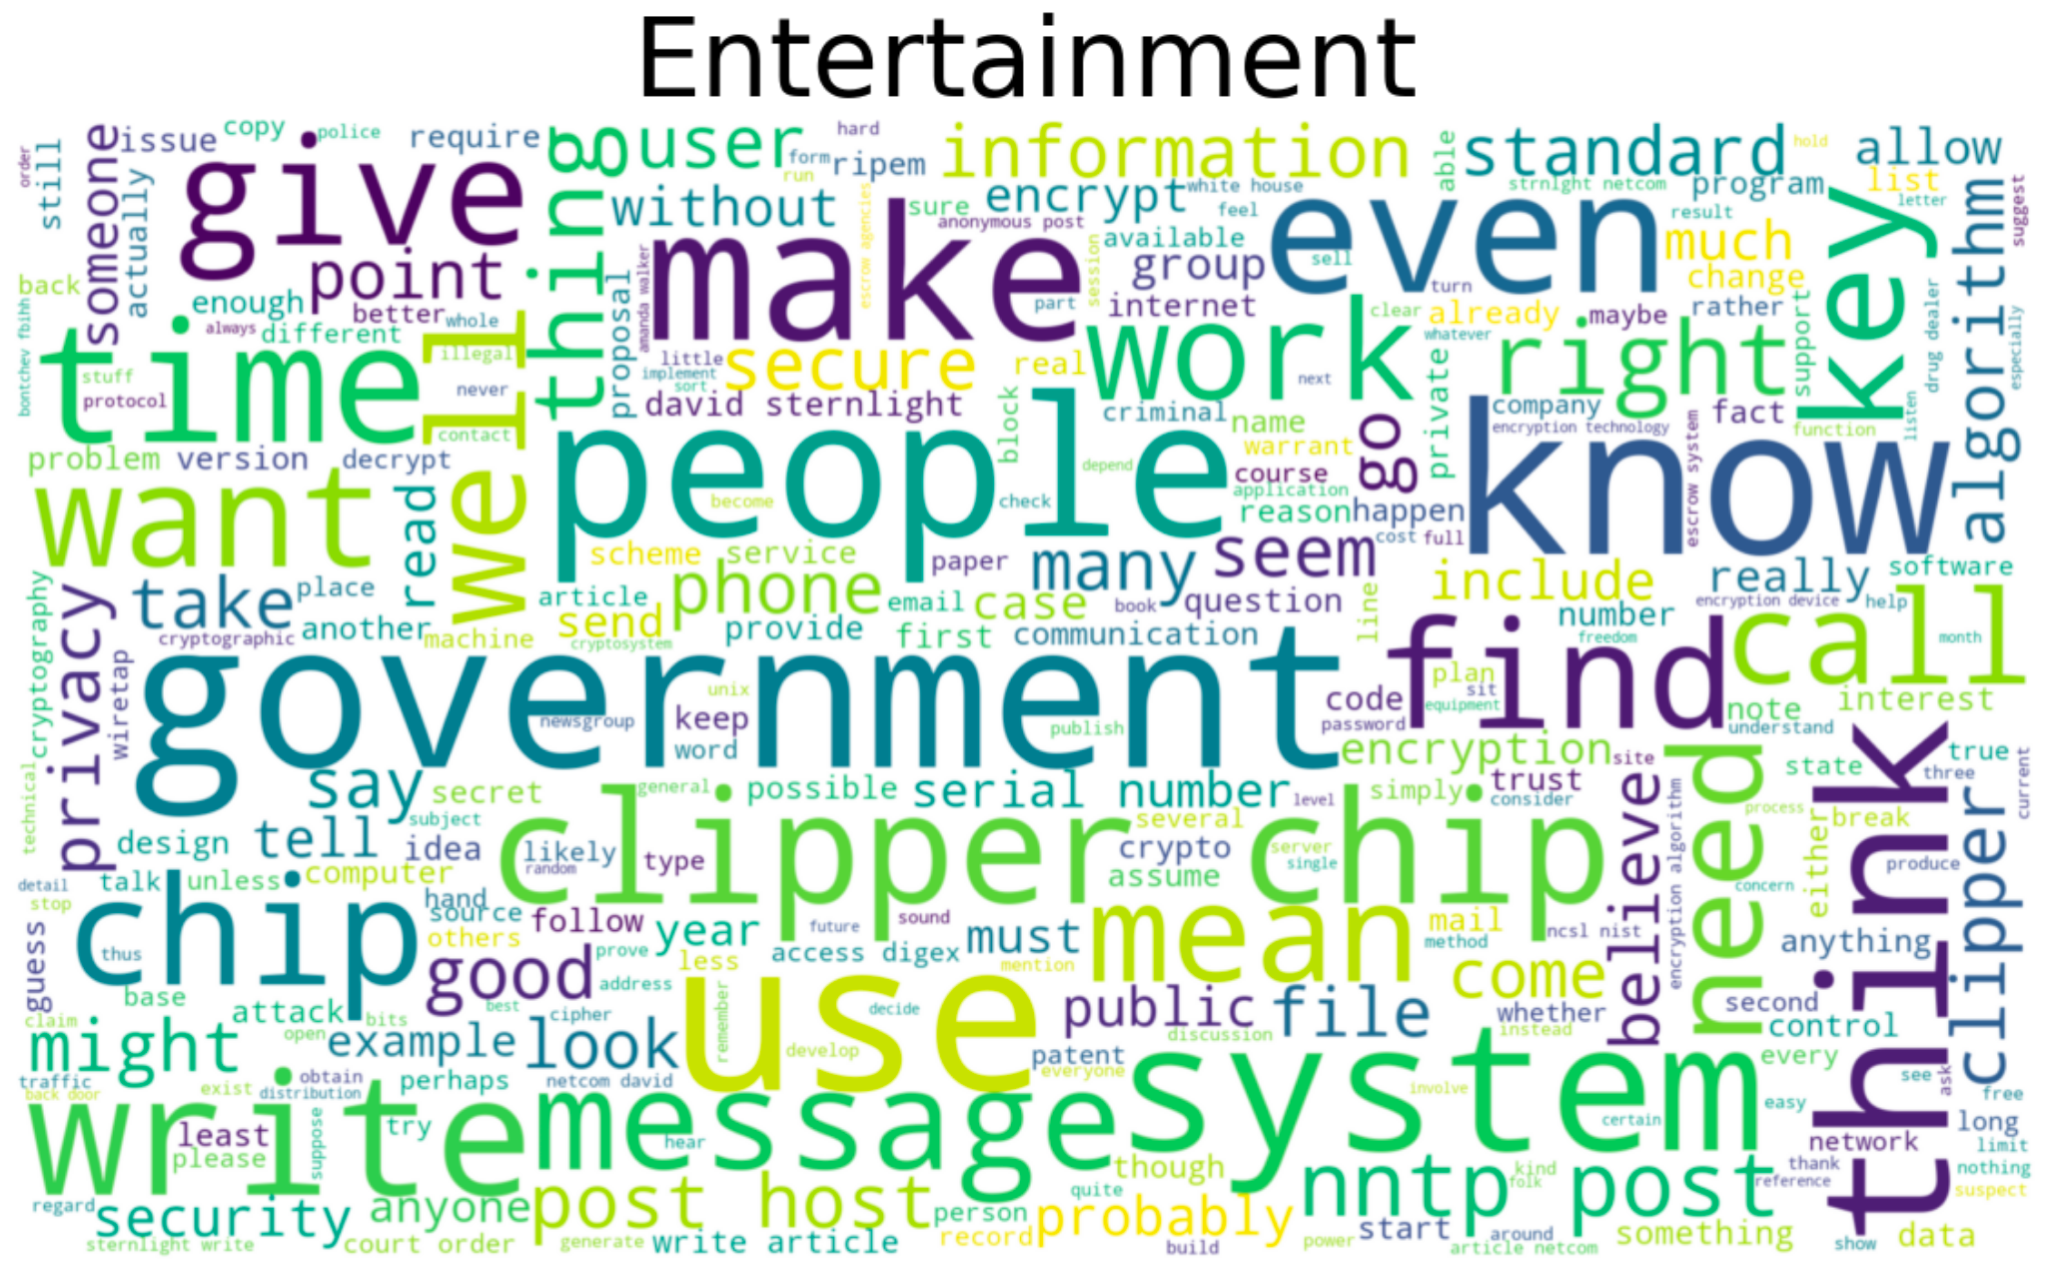 Entertainment
order
still
someone
issue
copy
police
require
give
actually
thing
user
hard
form
run
ripem
information
able
standard
hold
allow
strnlght netcom
program
list
letter
suggest
key
algorithm
without
escrow agencies
sure
encrypt
white house
feel
anonymous post
available
session
even
result
much
change
rather
maybe
already
back
point
enough
better
whole
always
different
bontchev fbihh
time
stuff
protocol
well
illegal
never
contact
proposal
amanda walker
make
little
implement
sort
secure
real
part
group
internet
sell
turn
clear
whatever
work
next
right
support
drug dealer
especially
listen
function
david sternlight
block
criminal
name
warrant
course
application
reason
go
private
company
encryption technology
fact
escrow system
know
problem
version
decrypt
want
read
people
become
depend
check
happen
cost
full
scheme
service
paper
many
seem
include
really
software
cryptography
privacy
take
place
cryptographic
another
machine
article
send
cryptosystem
phone
provide
email
first
case
book
question
communication
line
number
freedom
encryption device
help
find
call
month
wiretap
government
unix
newsgroup
keep
word
publish
code
password
plan
sit
equipment
note
interest
understand
technical
say
secret
general
possible
serial number
level
encryption
simply
trust
consider
site
believe
encryption algorithm
need
think
state
true
three
current
process
break
clipper
design
tell
idea
subject
likely
random
type
clipper chip
several
crypto
assume
server
single
either
produce
concern
detail
stop
talk
unless
computer
chip
thus
hand
source
others
follow
prove
year
less
future
sound
access digex
must
mention
mean
mail
method
ncsl nist
anything
guess
base
claim
attack
open
bits
good
best
address
cipher
remember
use
decide
develop
public
discussion
file
come
whether
instead
second
control
every
might
traffic
back door
exist
obtain
distribution
example
perhaps
look
netcom david
patent
everyone
system
involve
certain
easy
see
ask
free
write
least
please
suppose
try
message
hear
though
quite
nntp post
kind
folk
network
thank
reference
long
limit
nothing
suspect
regard
security
sternlight write
anyone
court order
post host
generate
write article
person
record
probably
build
power
start
around
article netcom
something
show
data